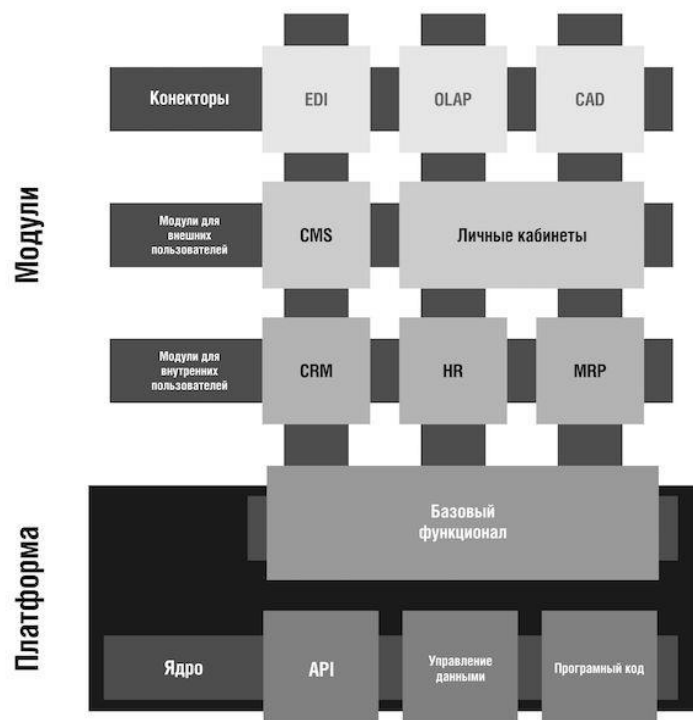 Модули
Конекторы
EDI
OLAP
CAD
Модули для
внешних
пользователей
CMS
Личные кабинеты
Модули для
внутренних
пользователей
CRM
HR
MRP
Платформа
Базовый
функционал
Ядро
API
Управление
данными
Програмный код